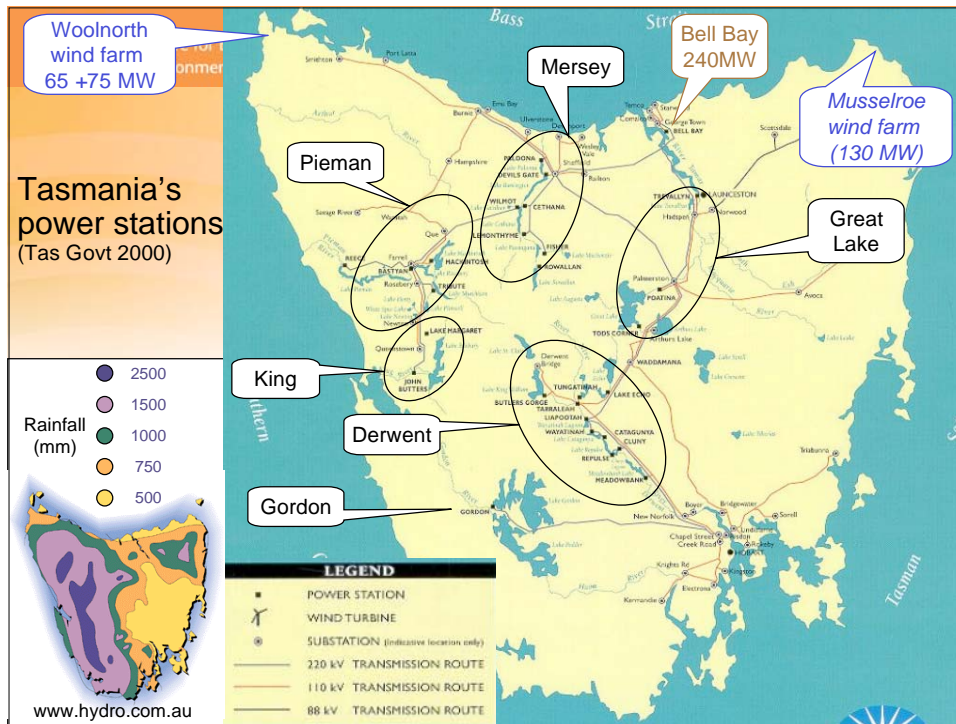 Woolnorth
wind farm
65 +75 MW
Tasmania's
power stations
(Tas Govt 2000)
Rainfall
(mm)
2500
1500
1000
750
500
www.hydro.com.au
Bass
Mersey
Bell Bay
240MW
Musselroe
wind farm
(130 MW)
Pieman
Great
Lake
King
Derwent
Gordon
Smithton
Port Latta
Burnie
Emu Bay
Ulverstone
Wesley
Vale
Sheffield
Railton
Hampshire
Savage River
Waratah
Que
Farrell
Rosebery
Newton
Queenstown
George Town
BELL BAY
Scottsdale
TREVALLYN
LAUNCESTON
Hadspen
Norwood
PALOONA
DEVILS GATE
WILMOT
CETHANA
LEMONTHYME
FISHER
ROWALLAN
REECE
BASTYAN
MACKINTOSH
TRIBUTE
LAKE MARGARET
JOHN
BUTTERS
Palmerston
POATINA
Avoca
TODS CORNER
Arthurs Lake
WADDAMANA
Derwent
Bridge
TUNGATINAH
LAKE ECHO
BUTLERS GORGE
TARRALEAH
LIAPOOTAH
WAYATINAH
CATAGUNYA
CLUNY
REPULSE
MEADOWBANK
Triabunna
GORDON
New Norfolk
Boyer
Bridgewater
Sorell
Chapel Street
Creek Road
Lindisfarne
Risdon
Rokeby
HOBART
Kingston
Knights Rd
Electrona
Kermandie
Tasman
LEGEND
POWER STATION
WIND TURBINE
SUBSTATION (indicative location only)
220 kV TRANSMISSION ROUTE
110 kV TRANSMISSION ROUTE
88 kV TRANSMISSION ROUTE